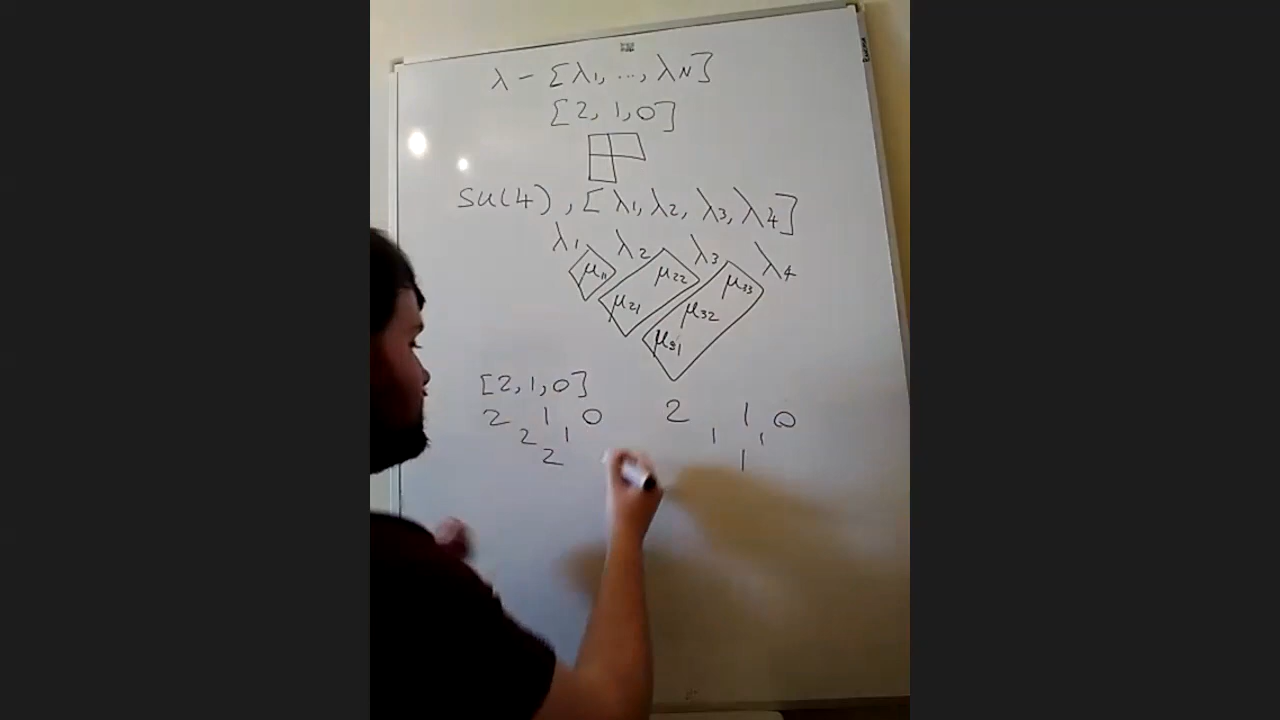 λ - [λ1, ..., λN]
[2, 1, 0]
SU(4), [λ1, λ2, λ3, λ4]
λ1 λ2 λ3 λ4
μ11 μ22 μ33
μ21 μ32
μ31
[2, 1, 0]
2 1 0 2 1 0
2 1 1 1
2 1